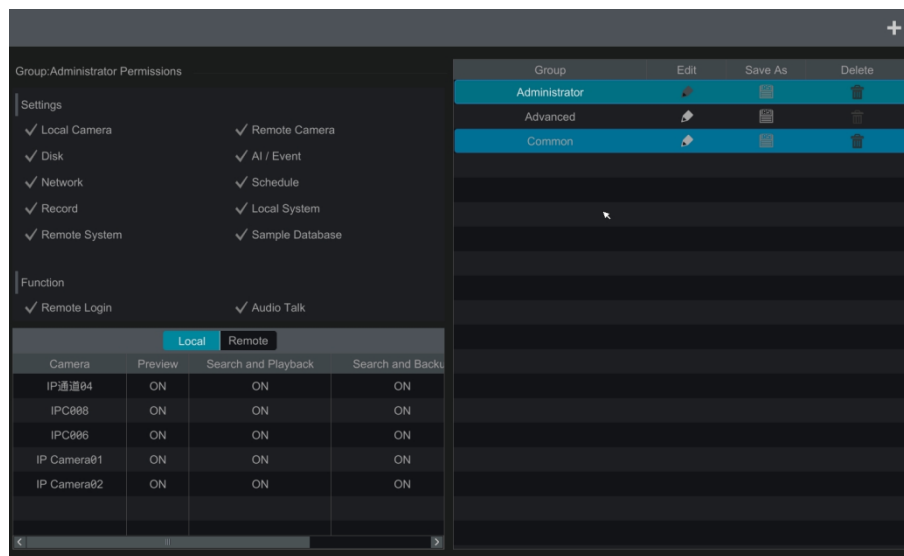 Group:Administrator Permissions
Settings
Local Camera Remote Camera
Disk AI / Event
Network Schedule
Record Local System
Remote System Sample Database
Function
Remote Login Audio Talk
Local Remote
Camera Preview Search and Playback Search and Backu
IP通道04 ON ON ON
IPC008 ON ON ON
IPC006 ON ON ON
IP Camera01 ON ON ON
IP Camera02 ON ON ON
Group Edit Save As Delete
Administrator
Advanced
Common